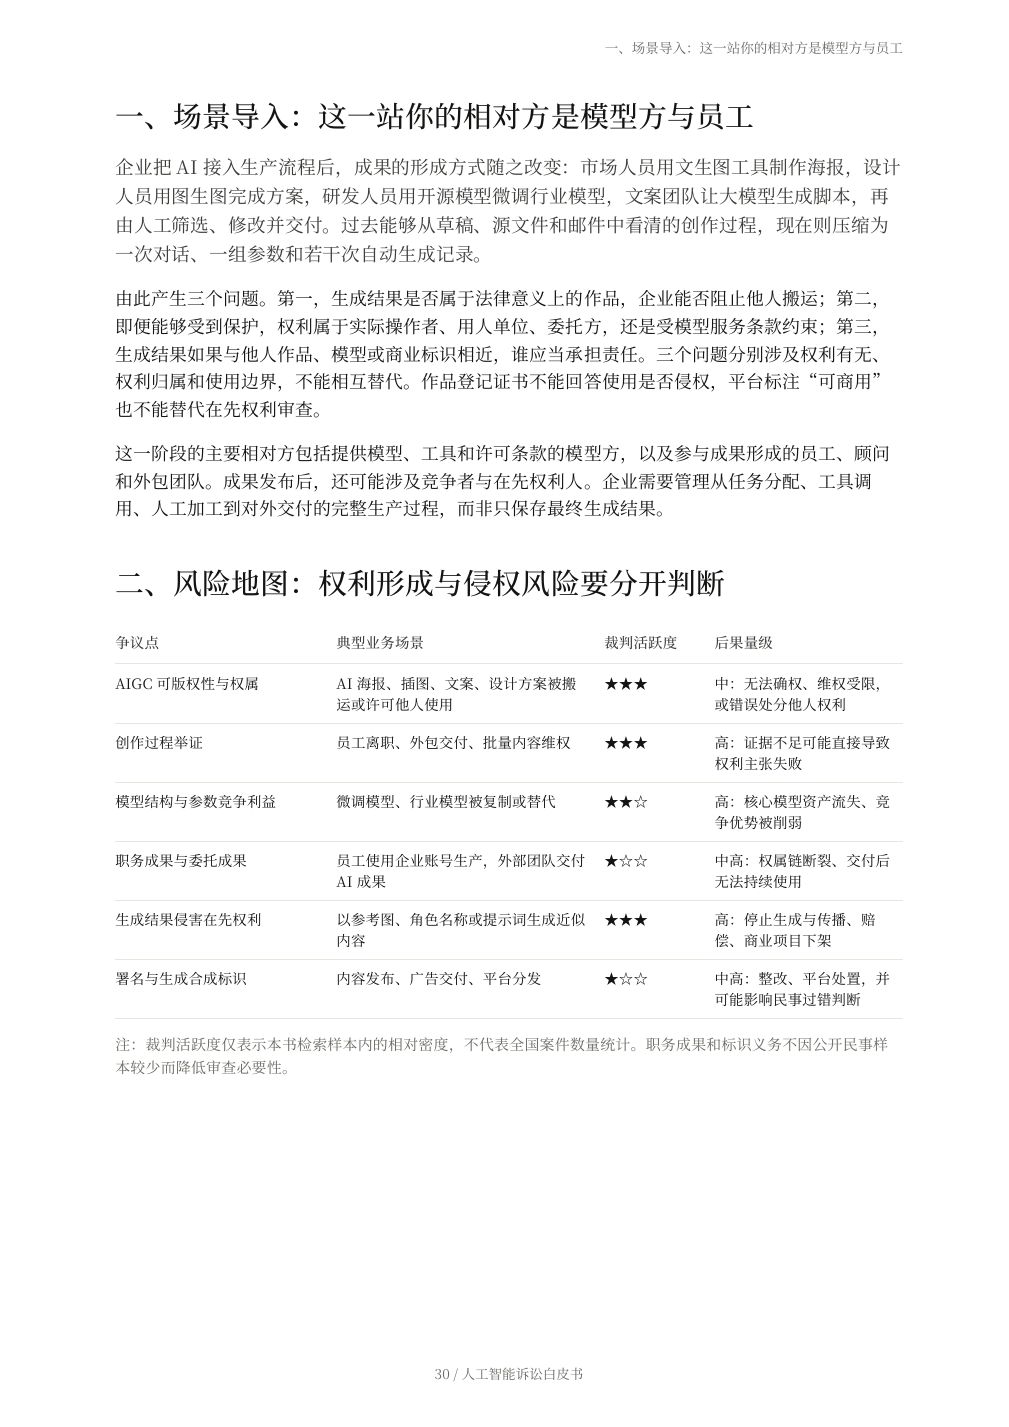 一、场景导入：这一站你的相对方是模型方与员工
一、场景导入：这一站你的相对方是模型方与员工
企业把 AI 接入生产流程后，成果的形成方式随之改变：市场人员用文生图工具制作海报，设计
人员用图生图完成方案，研发人员用开源模型微调行业模型，文案团队让大模型生成脚本，再
由人工筛选、修改并交付。过去能够从草稿、源文件和邮件中看清的创作过程，现在则压缩为
一次对话、一组参数和若干次自动生成记录。
由此产生三个问题。第一，生成结果是否属于法律意义上的作品，企业能否阻止他人搬运；第二，
即便能够受到保护，权利属于实际操作者、用人单位、委托方，还是受模型服务条款约束；第三，
生成结果如果与他人作品、模型或商业标识相近，谁应当承担责任。三个问题分别涉及权利有无、
权利归属和使用边界，不能相互替代。作品登记证书不能回答使用是否侵权，平台标注“可商用”
也不能替代在先权利审查。
这一阶段的主要相对方包括提供模型、工具和许可条款的模型方，以及参与成果形成的员工、顾问
和外包团队。成果发布后，还可能涉及竞争者与在先权利人。企业需要管理从任务分配、工具调
用、人工加工到对外交付的完整生产过程，而非只保存最终生成结果。
二、风险地图：权利形成与侵权风险要分开判断
争议点 典型业务场景 裁判活跃度 后果量级
AIGC 可版权性与权属 AI 海报、插图、文案、设计方案被搬 ★★★ 中：无法确权、维权受限，
运或许可他人使用 或错误处分他人权利
创作过程举证 员工离职、外包交付、批量内容维权 ★★★ 高：证据不足可能直接导致
权利主张失败
模型结构与参数竞争利益 微调模型、行业模型被复制或替代 ★★☆ 高：核心模型资产流失、竞
争优势被削弱
职务成果与委托成果 员工使用企业账号生产，外部团队交付 ★☆☆ 中高：权属链断裂、交付后
AI 成果 无法持续使用
生成结果侵害在先权利 以参考图、角色名称或提示词生成近似 ★★★ 高：停止生成与传播、赔
内容 偿、商业项目下架
署名与生成合成标识 内容发布、广告交付、平台分发 ★☆☆ 中高：整改、平台处置，并
可能影响民事过错判断
注：裁判活跃度仅表示本书检索样本内的相对密度，不代表全国案件数量统计。职务成果和标识义务不因公开民事样
本较少而降低审查必要性。
30 / 人工智能诉讼白皮书